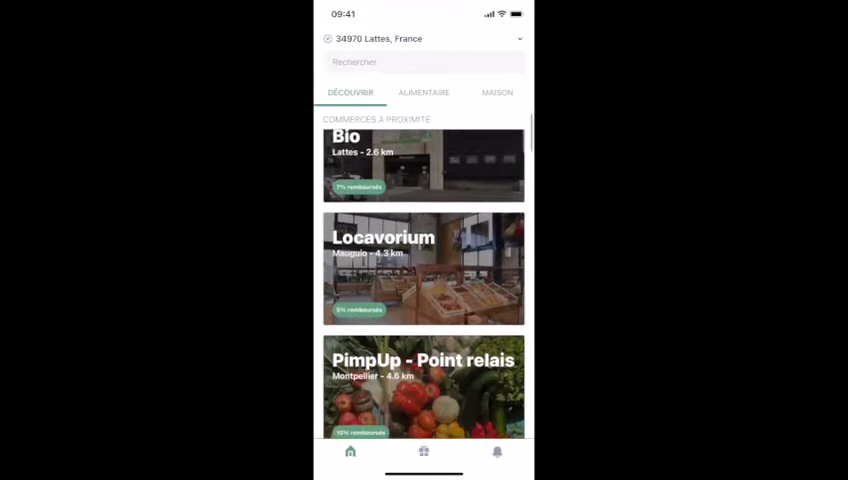 09:41
34970 Lattes, France
Rechercher
DÉCOUVRIR
ALIMENTAIRE
MAISON
COMMERCES À PROXIMITÉ
Bio
Lattes - 2.6 km
7% remboursés
Locavorium
Mauguio - 4.3 km
5% remboursés
PimpUp - Point relais
Montpellier - 4.6 km
10% remboursés